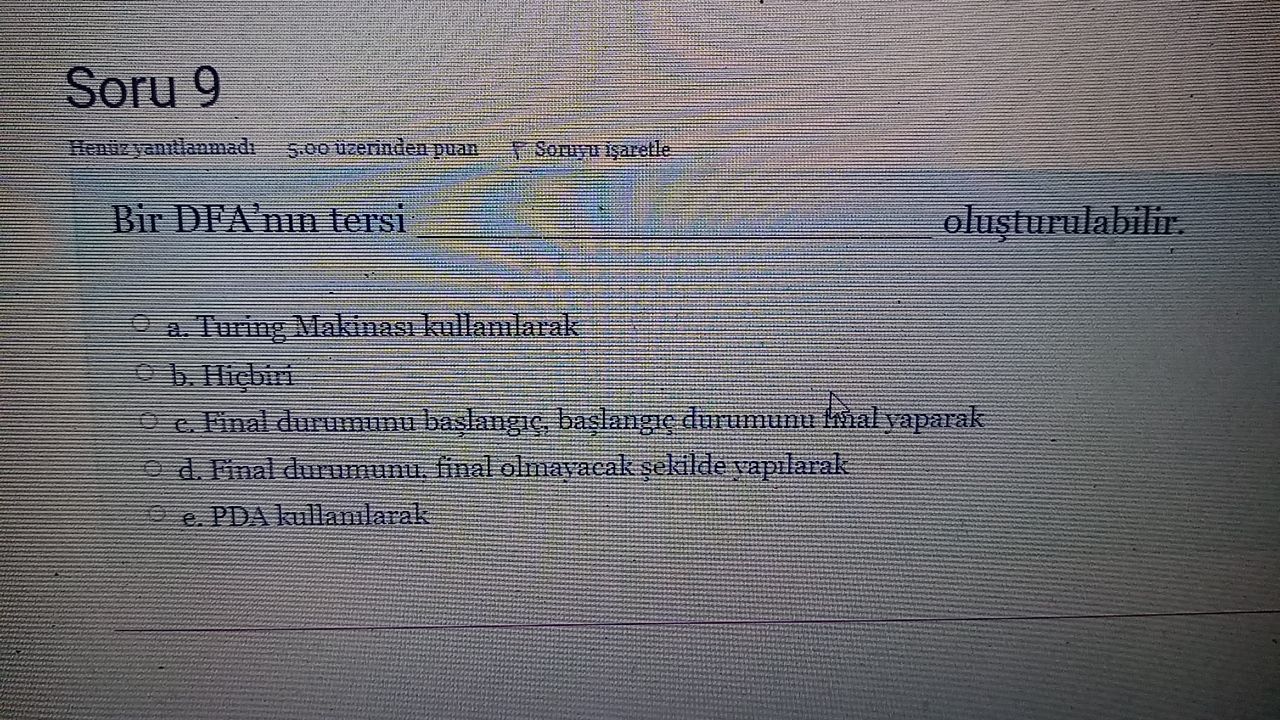 Soru 9
Henüz yanıtlanmadı 5.00 üzerinden puan Soruyu işaretle
Bir DFA'nın tersi ______________________________ oluşturulabilir.
a. Turing Makinası kullanılarak
b. Hiçbiri
c. Final durumunu başlangıç, başlangıç durumunu final yaparak
d. Final durumunu, final olmayacak şekilde yapılarak
e. PDA kullanılarak